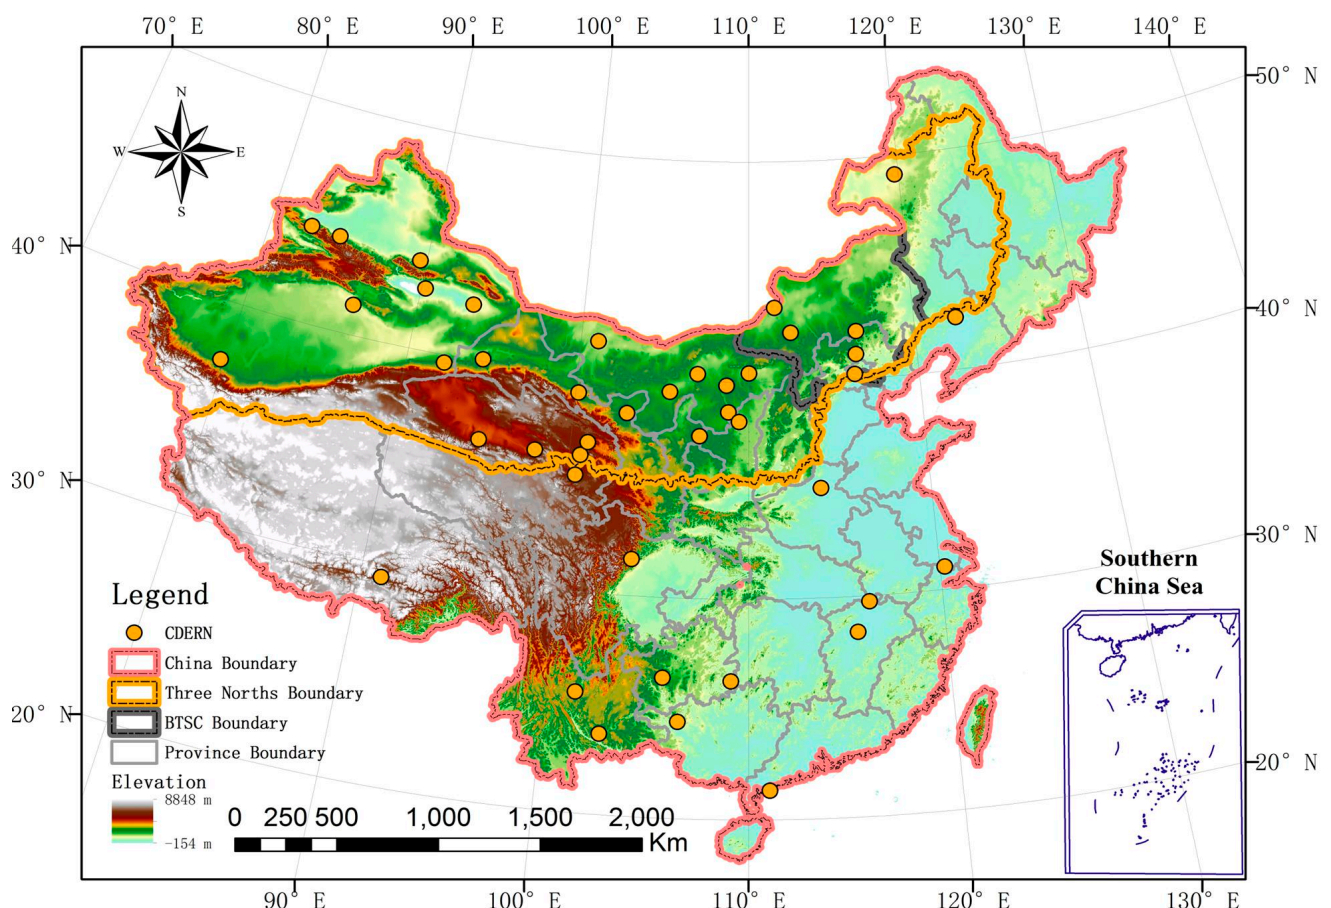 70° E 80° E 90° E 100° E 110° E 120° E 130° E 140° E
50° N
N
W E
S
40° N
40° N
30° N
30° N
Southern
China Sea
Legend
CDERN
China Boundary
Three Norths Boundary
20° N
BTSC Boundary
Province Boundary
20° N
Elevation
8848 m
-154 m
0 250 500 1,000 1,500 2,000
Km
90° E 100° E 110° E 120° E 130° E